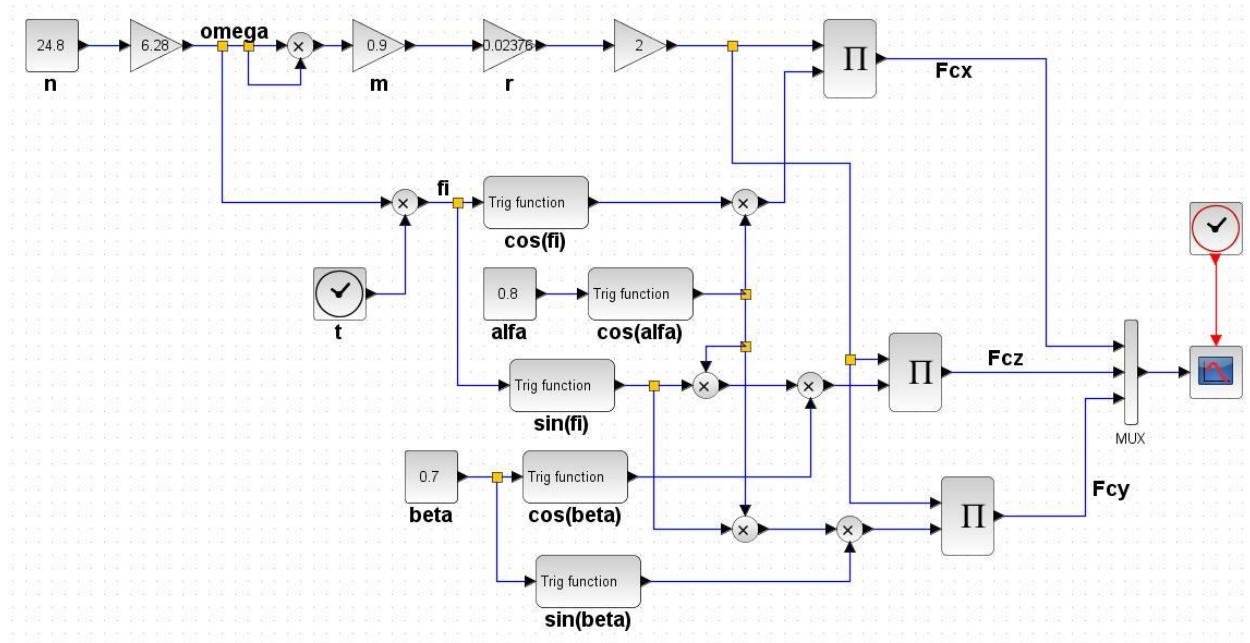 omega
24.8
6.28
×
0.9
0.02376
2
Π
n
m
r
Fcx
fi
×
Trig function
×
cos(fi)
t
0.8
Trig function
alfa
cos(alfa)
Trig function
×
×
Π
Fcz
sin(fi)
MUX
0.7
Trig function
beta
cos(beta)
Fcy
×
×
Π
Trig function
sin(beta)